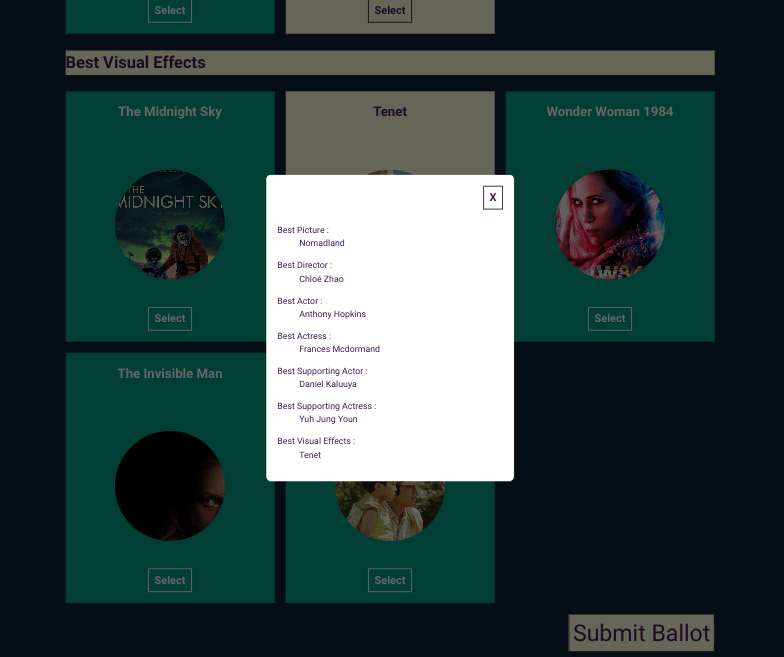 Select
Select
Best Visual Effects
The Midnight Sky
Tenet
Wonder Woman 1984
THE
MIDNIGHT SKY
WW84
Select
Select
X
Best Picture :
Nomadland
Best Director :
Chloé Zhao
Best Actor :
Anthony Hopkins
Best Actress :
Frances Mcdormand
Best Supporting Actor :
Daniel Kaluuya
Best Supporting Actress :
Yuh Jung Youn
Best Visual Effects :
Tenet
The Invisible Man
Select
Select
Submit Ballot